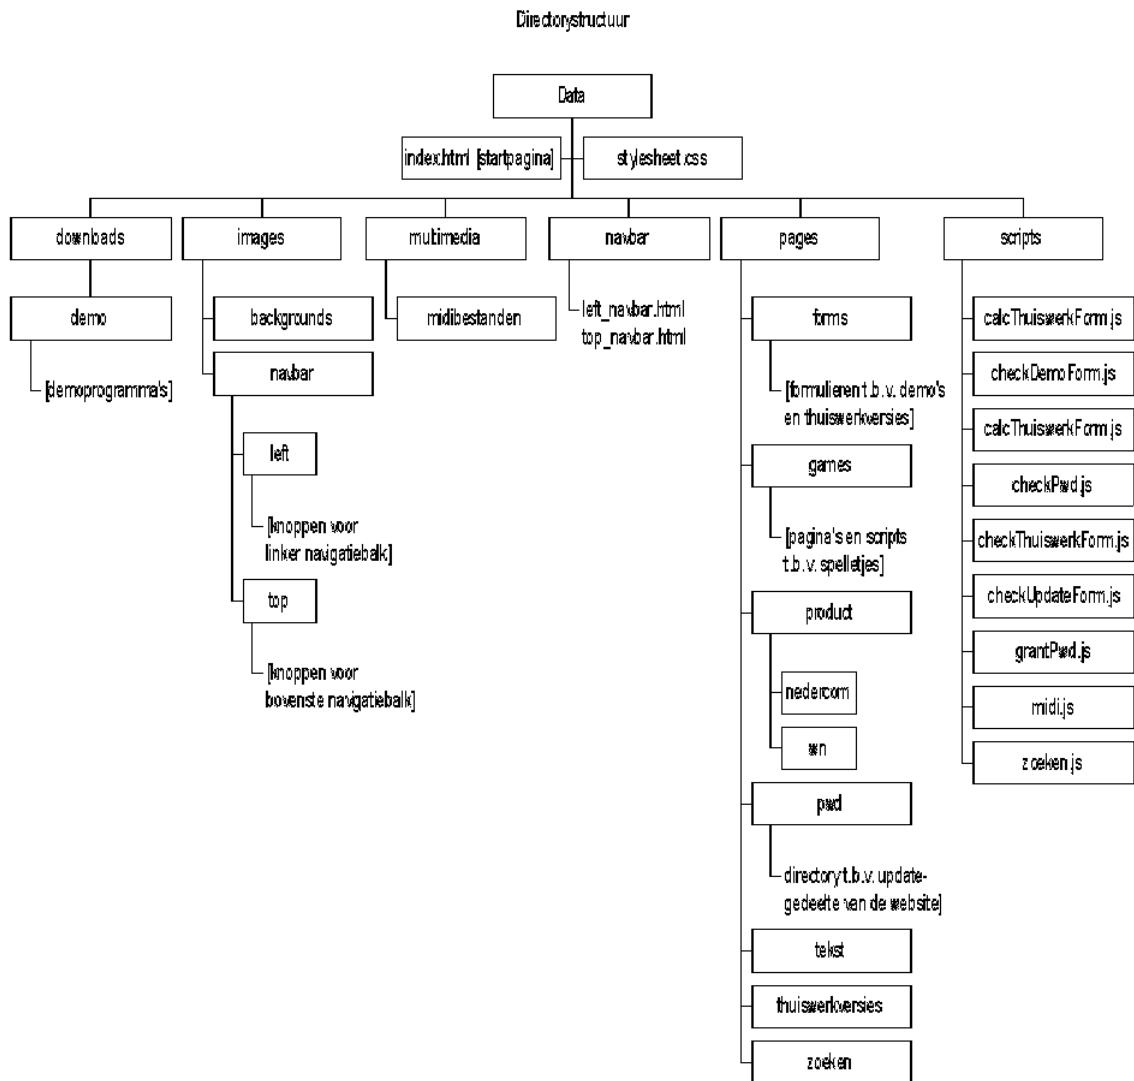 Directorystructuur
Data
index.html [startpagina]
stylesheet.css
downloads
images
multimedia
navbar
pages
scripts
demo
[demoprogramma's]
backgrounds
navbar
left
[knoppen voor
linker navigatiebalk]
top
[knoppen voor
bovenste navigatiebalk]
midibestanden
left_navbar.html
top_navbar.html
forms
[formulieren t.b.v. demo's
en thuiswerkversies]
games
[pagina's en scripts
t.b.v. spelletjes]
product
nedercom
wn
pwd
directory t.b.v. update-
gedeelte van de website]
tekst
thuiswerkversies
zoeken
calcThuiswerkForm.js
checkDemoForm.js
calcThuiswerkForm.js
checkPwd.js
checkThuiswerkForm.js
checkUpdateForm.js
grantPwd.js
midi.js
zoeken.js